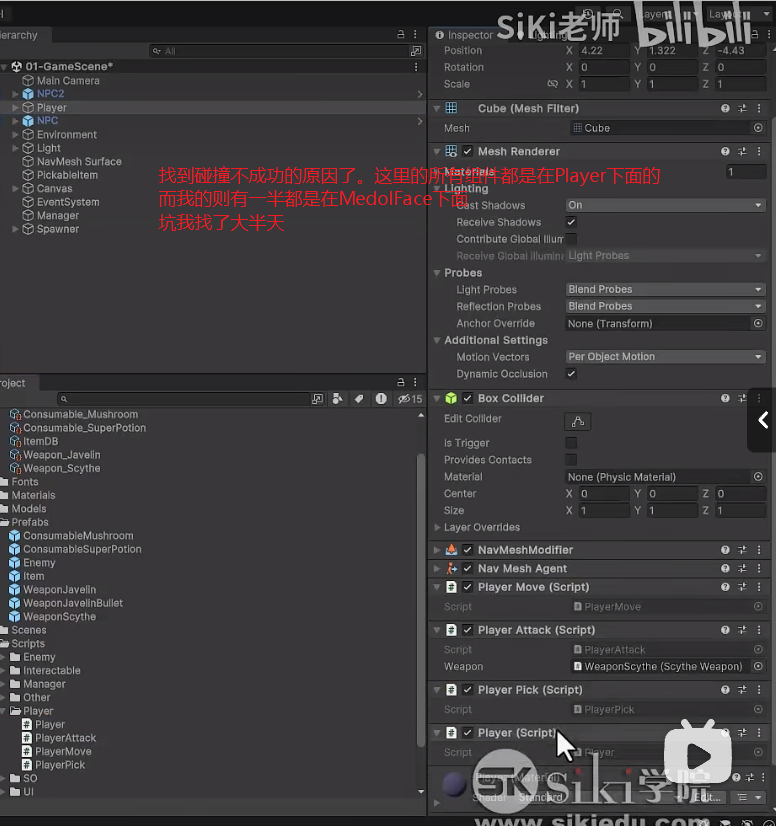 erarchy
All
01-GameScene*
Main Camera
NPC2
Player
NPC
Environment
Light
NavMesh Surface
PickableItem
Canvas
EventSystem
Manager
Spawner
找到碰撞不成功的原因了。这里的所有组件都是在Player下面的
而我的则有一半都是在MedolFace下面
坑我找了大半天
roject
15
Consumable_Mushroom
Consumable_SuperPotion
ItemDB
Weapon_Javelin
Weapon_Scythe
Fonts
Materials
Models
Prefabs
ConsumableMushroom
ConsumableSuperPotion
Enemy
Item
WeaponJavelin
WeaponJavelinBullet
WeaponScythe
Scenes
Scripts
Enemy
Interactable
Manager
Other
Player
Player
PlayerAttack
PlayerMove
PlayerPick
SO
UI
SiKi老师 bilibili
Inspector Lighting
Position X 4.22 Y 1.322 Z -4.43
Rotation X 0 Y 0 Z 0
Scale X 1 Y 1 Z 1
Cube (Mesh Filter)
Mesh Cube
Mesh Renderer
Materials 1
Lighting
Cast Shadows On
Receive Shadows
Contribute Global Illum
Receive Global Illumin Light Probes
Probes
Light Probes Blend Probes
Reflection Probes Blend Probes
Anchor Override None (Transform)
Additional Settings
Motion Vectors Per Object Motion
Dynamic Occlusion
Box Collider
Edit Collider
Is Trigger
Provides Contacts
Material None (Physic Material)
Center X 0 Y 0 Z 0
Size X 1 Y 1 Z 1
Layer Overrides
NavMeshModifier
Nav Mesh Agent
Player Move (Script)
Script PlayerMove
Player Attack (Script)
Script PlayerAttack
Weapon WeaponScythe (Scythe Weapon)
Player Pick (Script)
Script PlayerPick
Player (Script)
Script Player
Player (Material)
Shader Standard Edit...
SK Siki学院
www.sikiedu.com